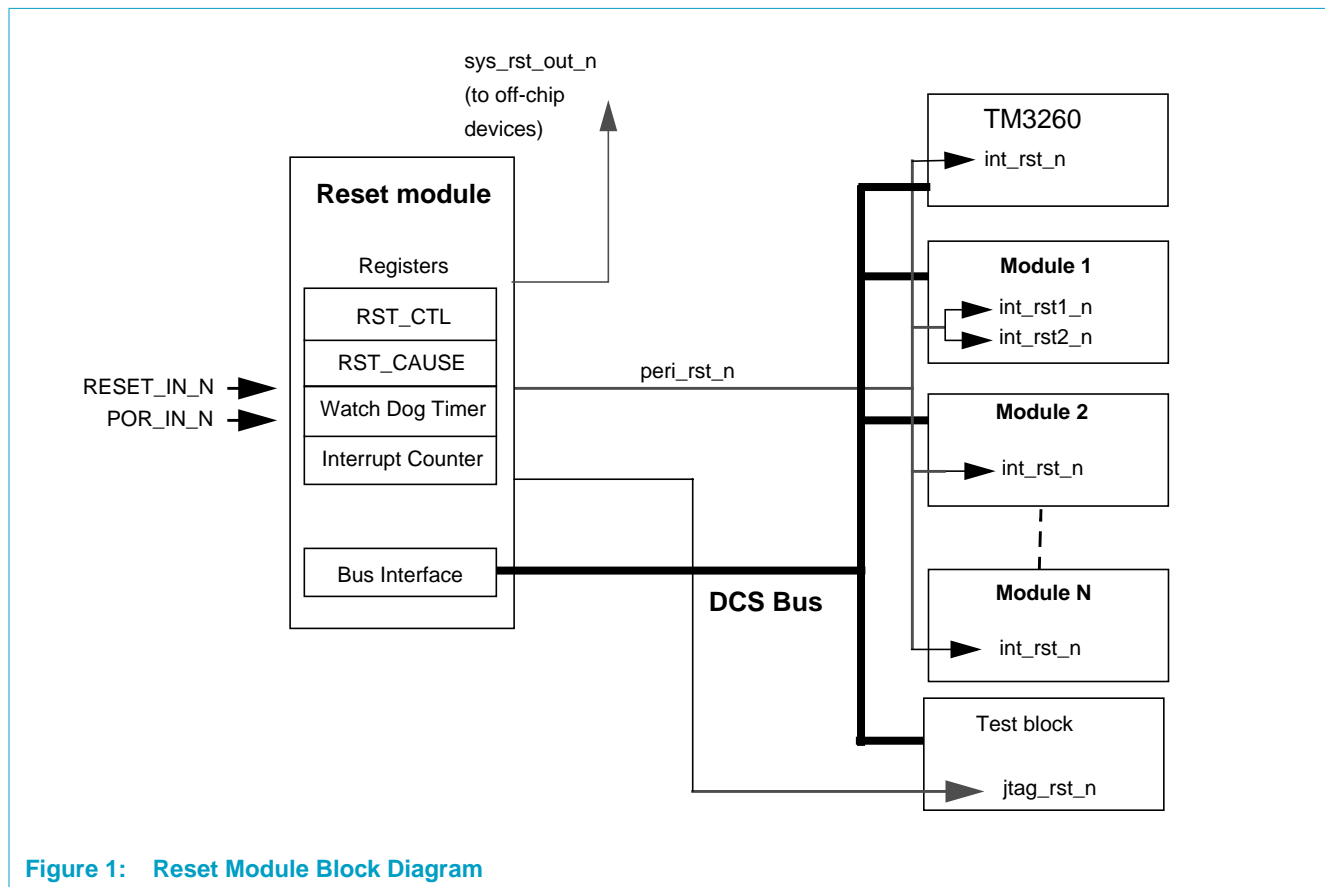 sys_rst_out_n
(to off-chip
devices)
Reset module
Registers
RST_CTL
RST_CAUSE
Watch Dog Timer
Interrupt Counter
Bus Interface
RESET_IN_N
POR_IN_N
peri_rst_n
DCS Bus
TM3260
int_rst_n
Module 1
int_rst1_n
int_rst2_n
Module 2
int_rst_n
Module N
int_rst_n
Test block
jtag_rst_n
Figure 1: Reset Module Block Diagram